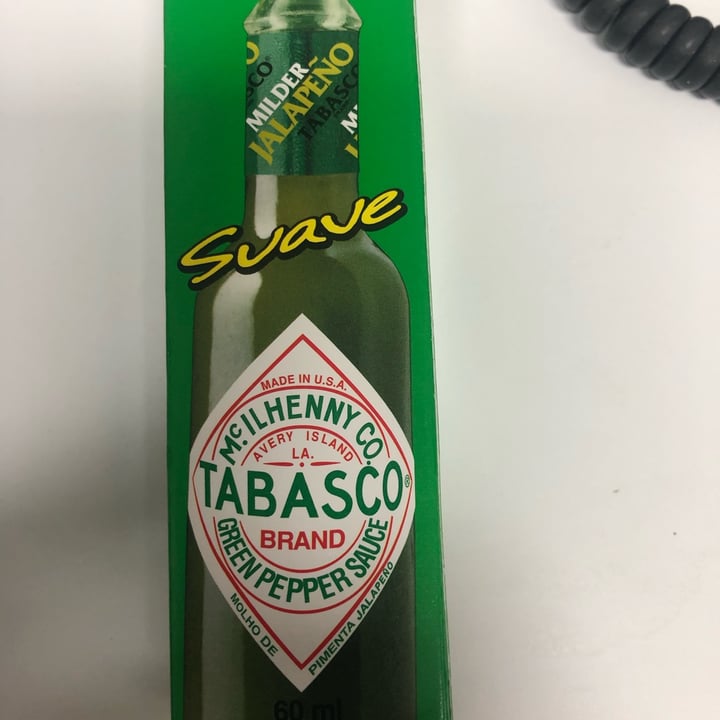 MILDER
JALAPEÑO
TABASCO
Suave
MADE IN U.S.A.
McILHENNY CO.
AVERY ISLAND
LA.
TABASCO®
BRAND
GREEN PEPPER SAUCE
MOLHO DE
PIMENTA JALAPEÑO
60 ml